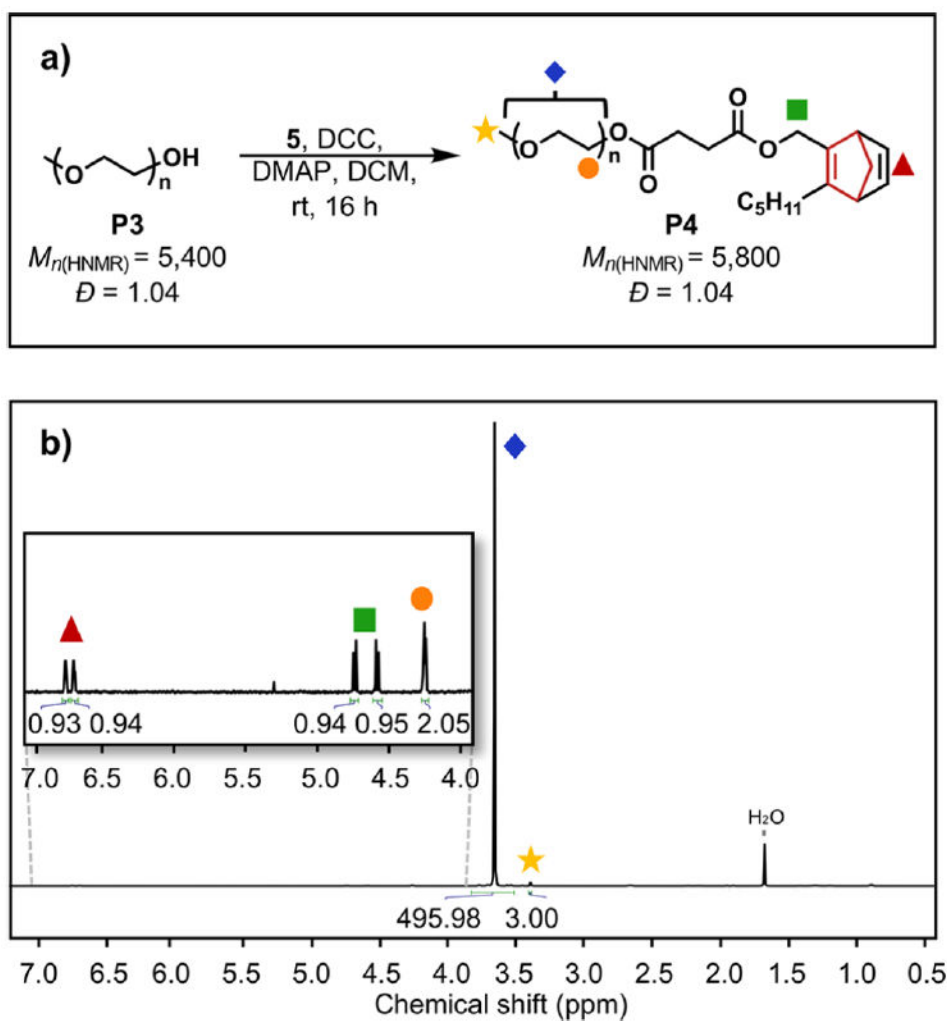 a)
O
n
OH
P3
Mn(HNMR) = 5,400
Đ = 1.04
5, DCC,
DMAP, DCM,
rt, 16 h
O
n
O
O
O
O
C5H11
P4
Mn(HNMR) = 5,800
Đ = 1.04
b)
0.93 0.94 0.94 0.95 2.05
7.0 6.5 6.0 5.5 5.0 4.5 4.0
H2O
495.98 3.00
7.0 6.5 6.0 5.5 5.0 4.5 4.0 3.5 3.0 2.5 2.0 1.5 1.0 0.5
Chemical shift (ppm)